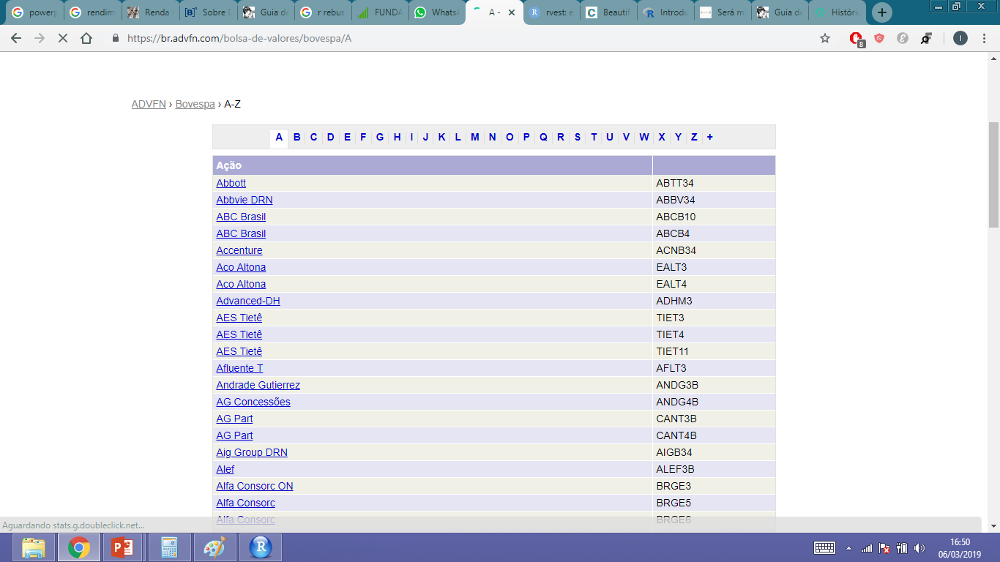 powerp rendim Renda Sobre D Guia de r rebus FUNDA WhatsA A - rvest: e Beautif Introdu Será m Guia de Histório
https://br.advfn.com/bolsa-de-valores/bovespa/A
8 I
ADVFN › Bovespa › A-Z
A B C D E F G H I J K L M N O P Q R S T U V W X Y Z +
Ação
Abbott ABTT34
Abbvie DRN ABBV34
ABC Brasil ABCB10
ABC Brasil ABCB4
Accenture ACNB34
Aco Altona EALT3
Aco Altona EALT4
Advanced-DH ADHM3
AES Tietê TIET3
AES Tietê TIET4
AES Tietê TIET11
Afluente T AFLT3
Andrade Gutierrez ANDG3B
AG Concessões ANDG4B
AG Part CANT3B
AG Part CANT4B
Aig Group DRN AIGB34
Alef ALEF3B
Alfa Consorc ON BRGE3
Alfa Consorc BRGE5
Alfa Consorc BRGE6
Aguardando stats.g.doubleclick.net...
16:50
06/03/2019